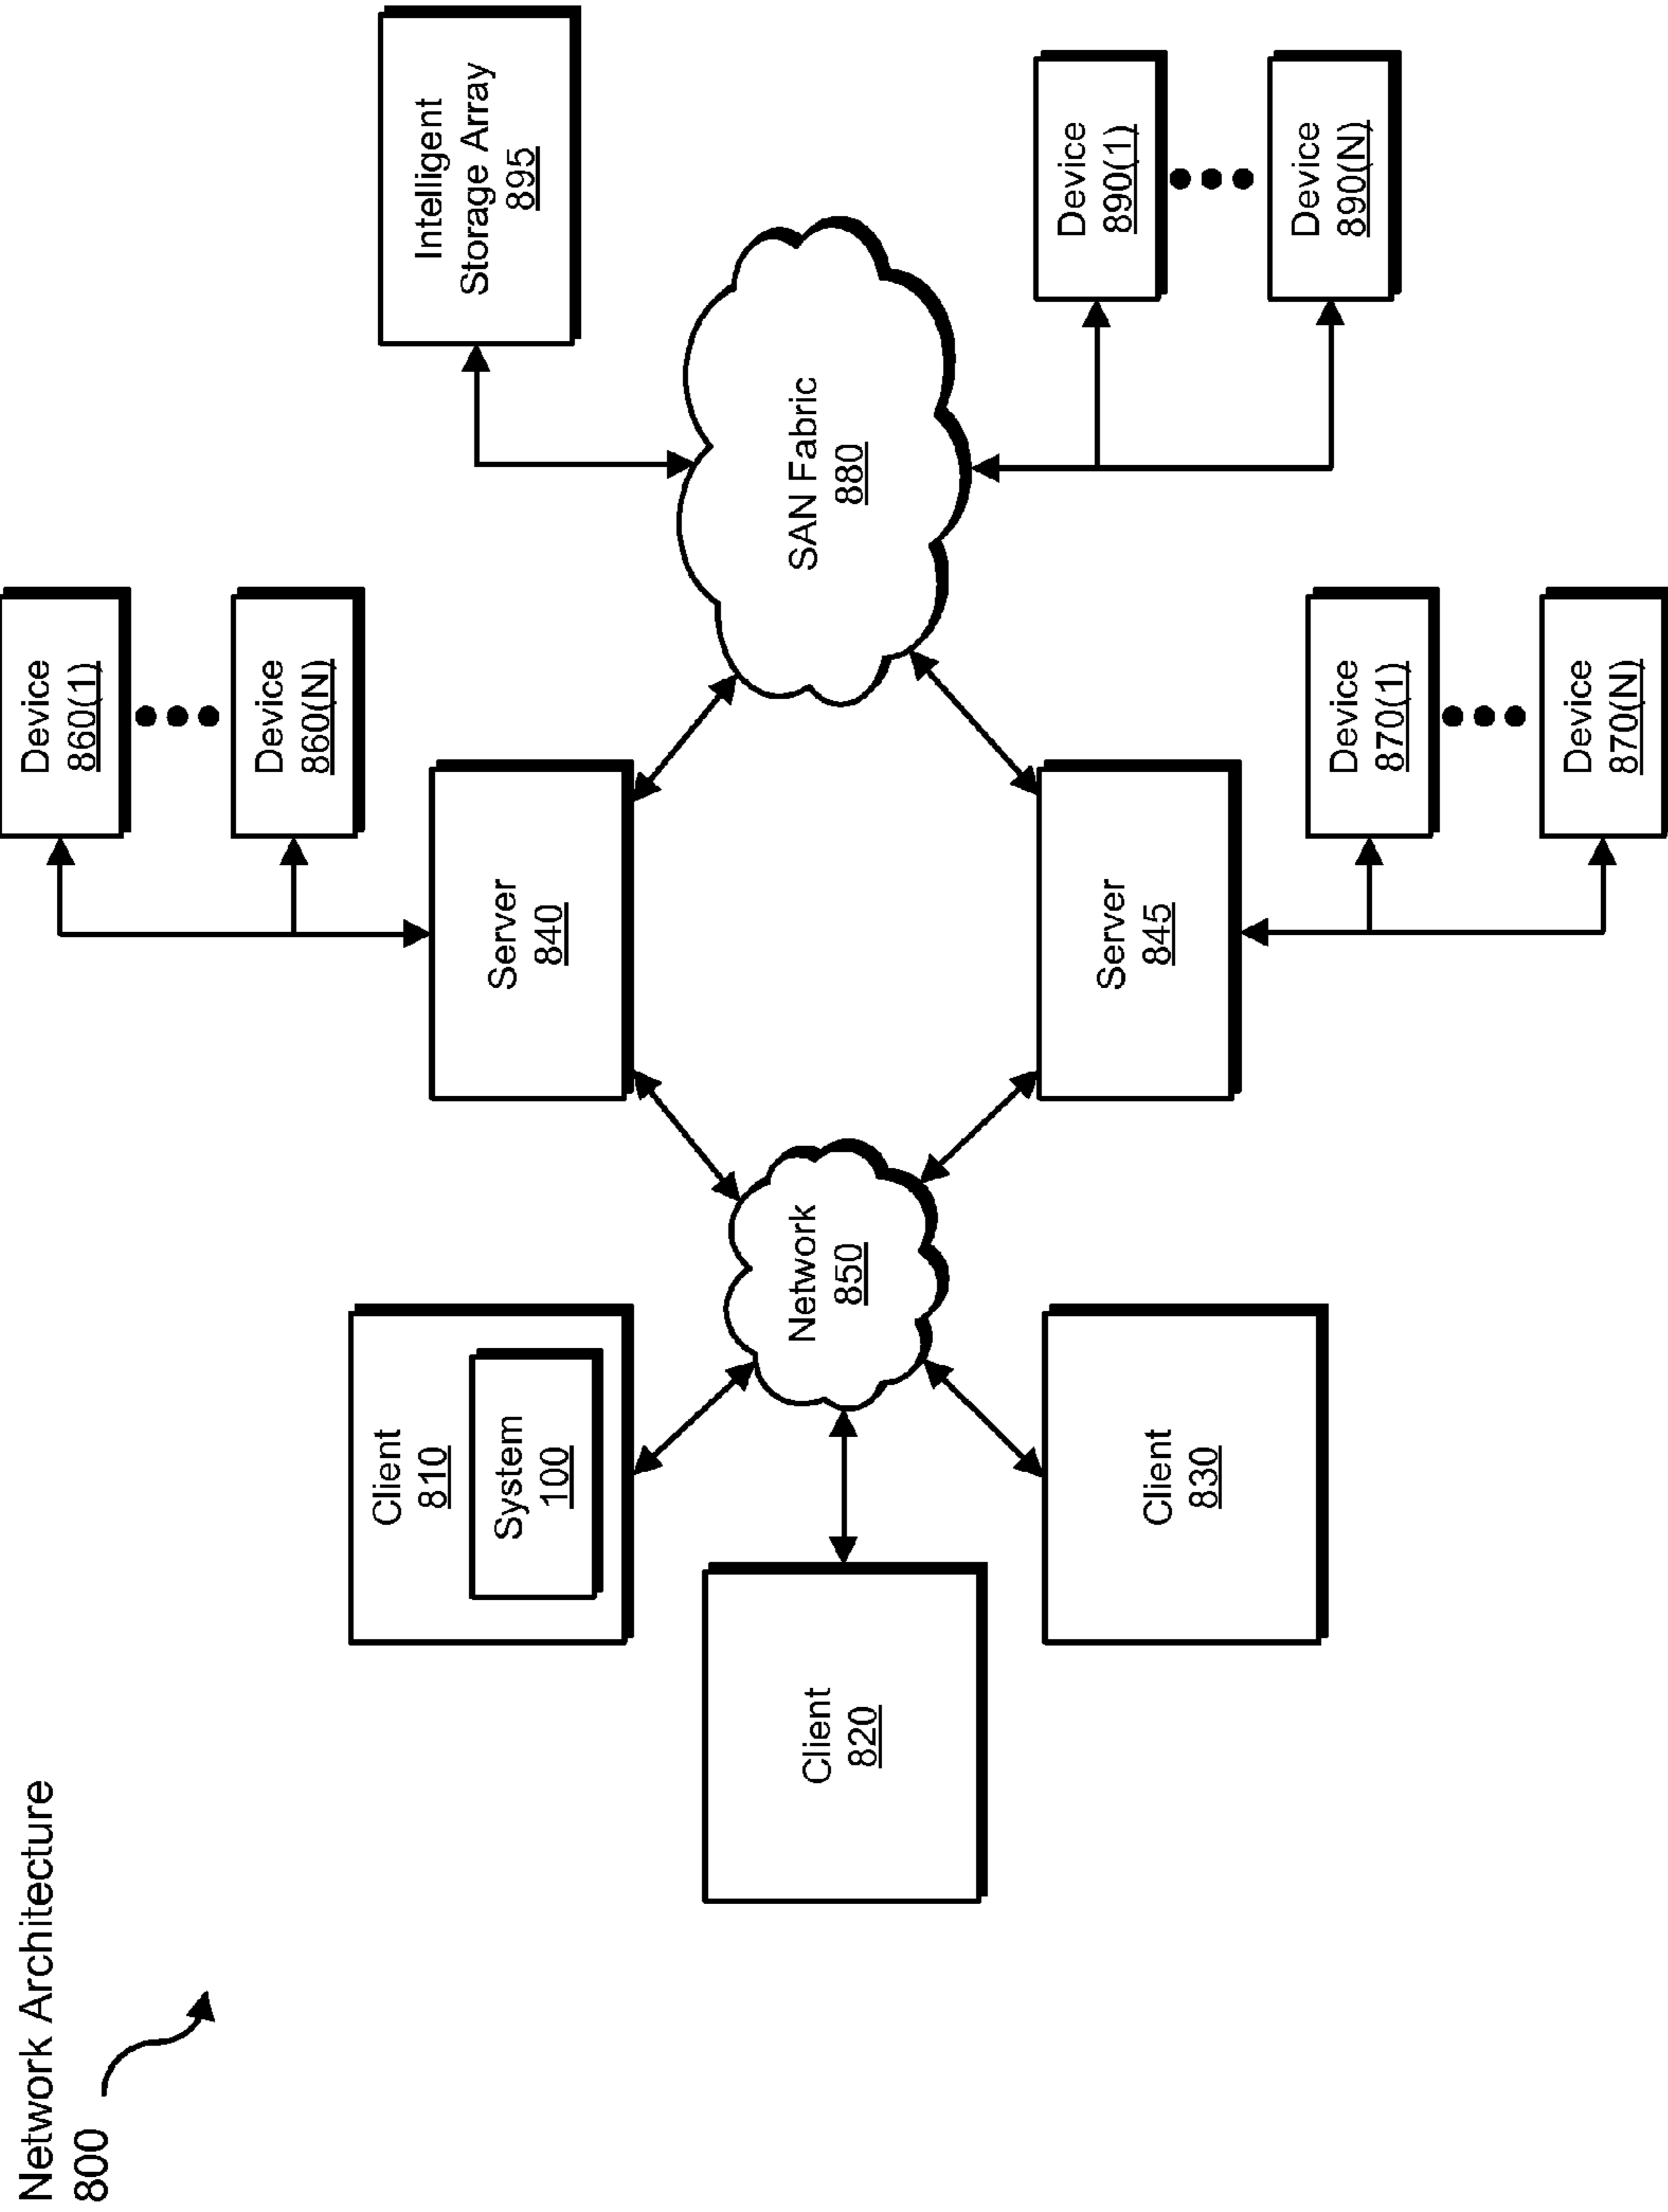 Network Architecture
800
Client
810
System
100
Client
820
Client
830
Network
850
Device
860(1)
Device
860(N)
Server
840
Server
845
Device
870(1)
Device
870(N)
SAN Fabric
880
Intelligent
Storage Array
895
Device
890(1)
Device
890(N)